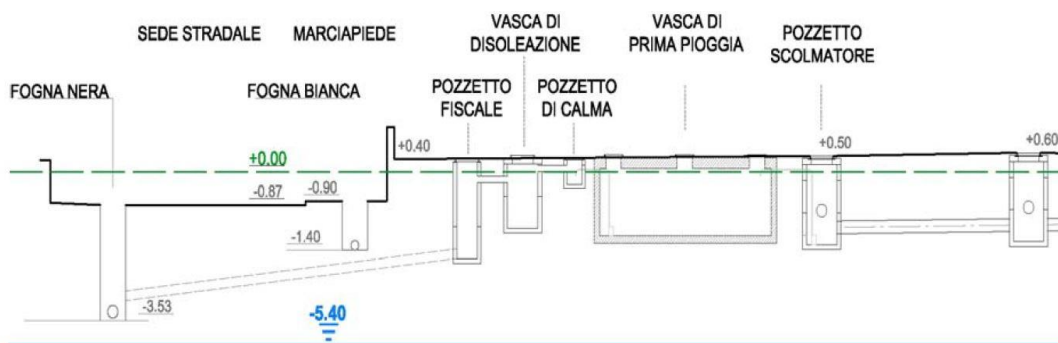 SEDE STRADALE
MARCIAPIEDE
VASCA DI
DISOLEAZIONE
VASCA DI
PRIMA PIOGGIA
POZZETTO
SCOLMATORE
FOGNA NERA
FOGNA BIANCA
POZZETTO
FISCALE
POZZETTO
DI CALMA
+0.40
+0.50
+0.60
+0.00
-0.87
-0.90
-1.40
-3.53
-5.40